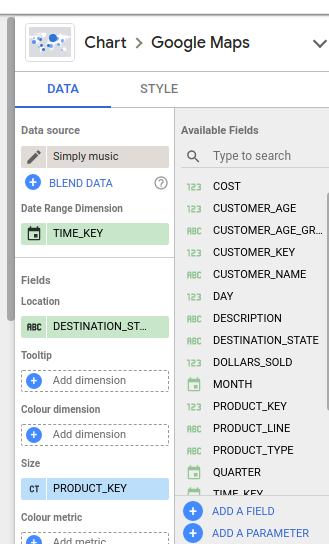 Chart > Google Maps
DATA
STYLE
Data source
Simply music
BLEND DATA
Date Range Dimension
TIME_KEY
Fields
Location
ABC DESTINATION_ST...
Tooltip
Add dimension
Colour dimension
Add dimension
Size
CT PRODUCT_KEY
Colour metric
Add metric
Available Fields
Type to search
123 COST
123 CUSTOMER_AGE
ABC CUSTOMER_AGE_GR...
123 CUSTOMER_KEY
ABC CUSTOMER_NAME
123 DAY
ABC DESCRIPTION
ABC DESTINATION_STATE
123 DOLLARS_SOLD
MONTH
123 PRODUCT_KEY
ABC PRODUCT_LINE
ABC PRODUCT_TYPE
QUARTER
TIME_KEY
ADD A FIELD
ADD A PARAMETER